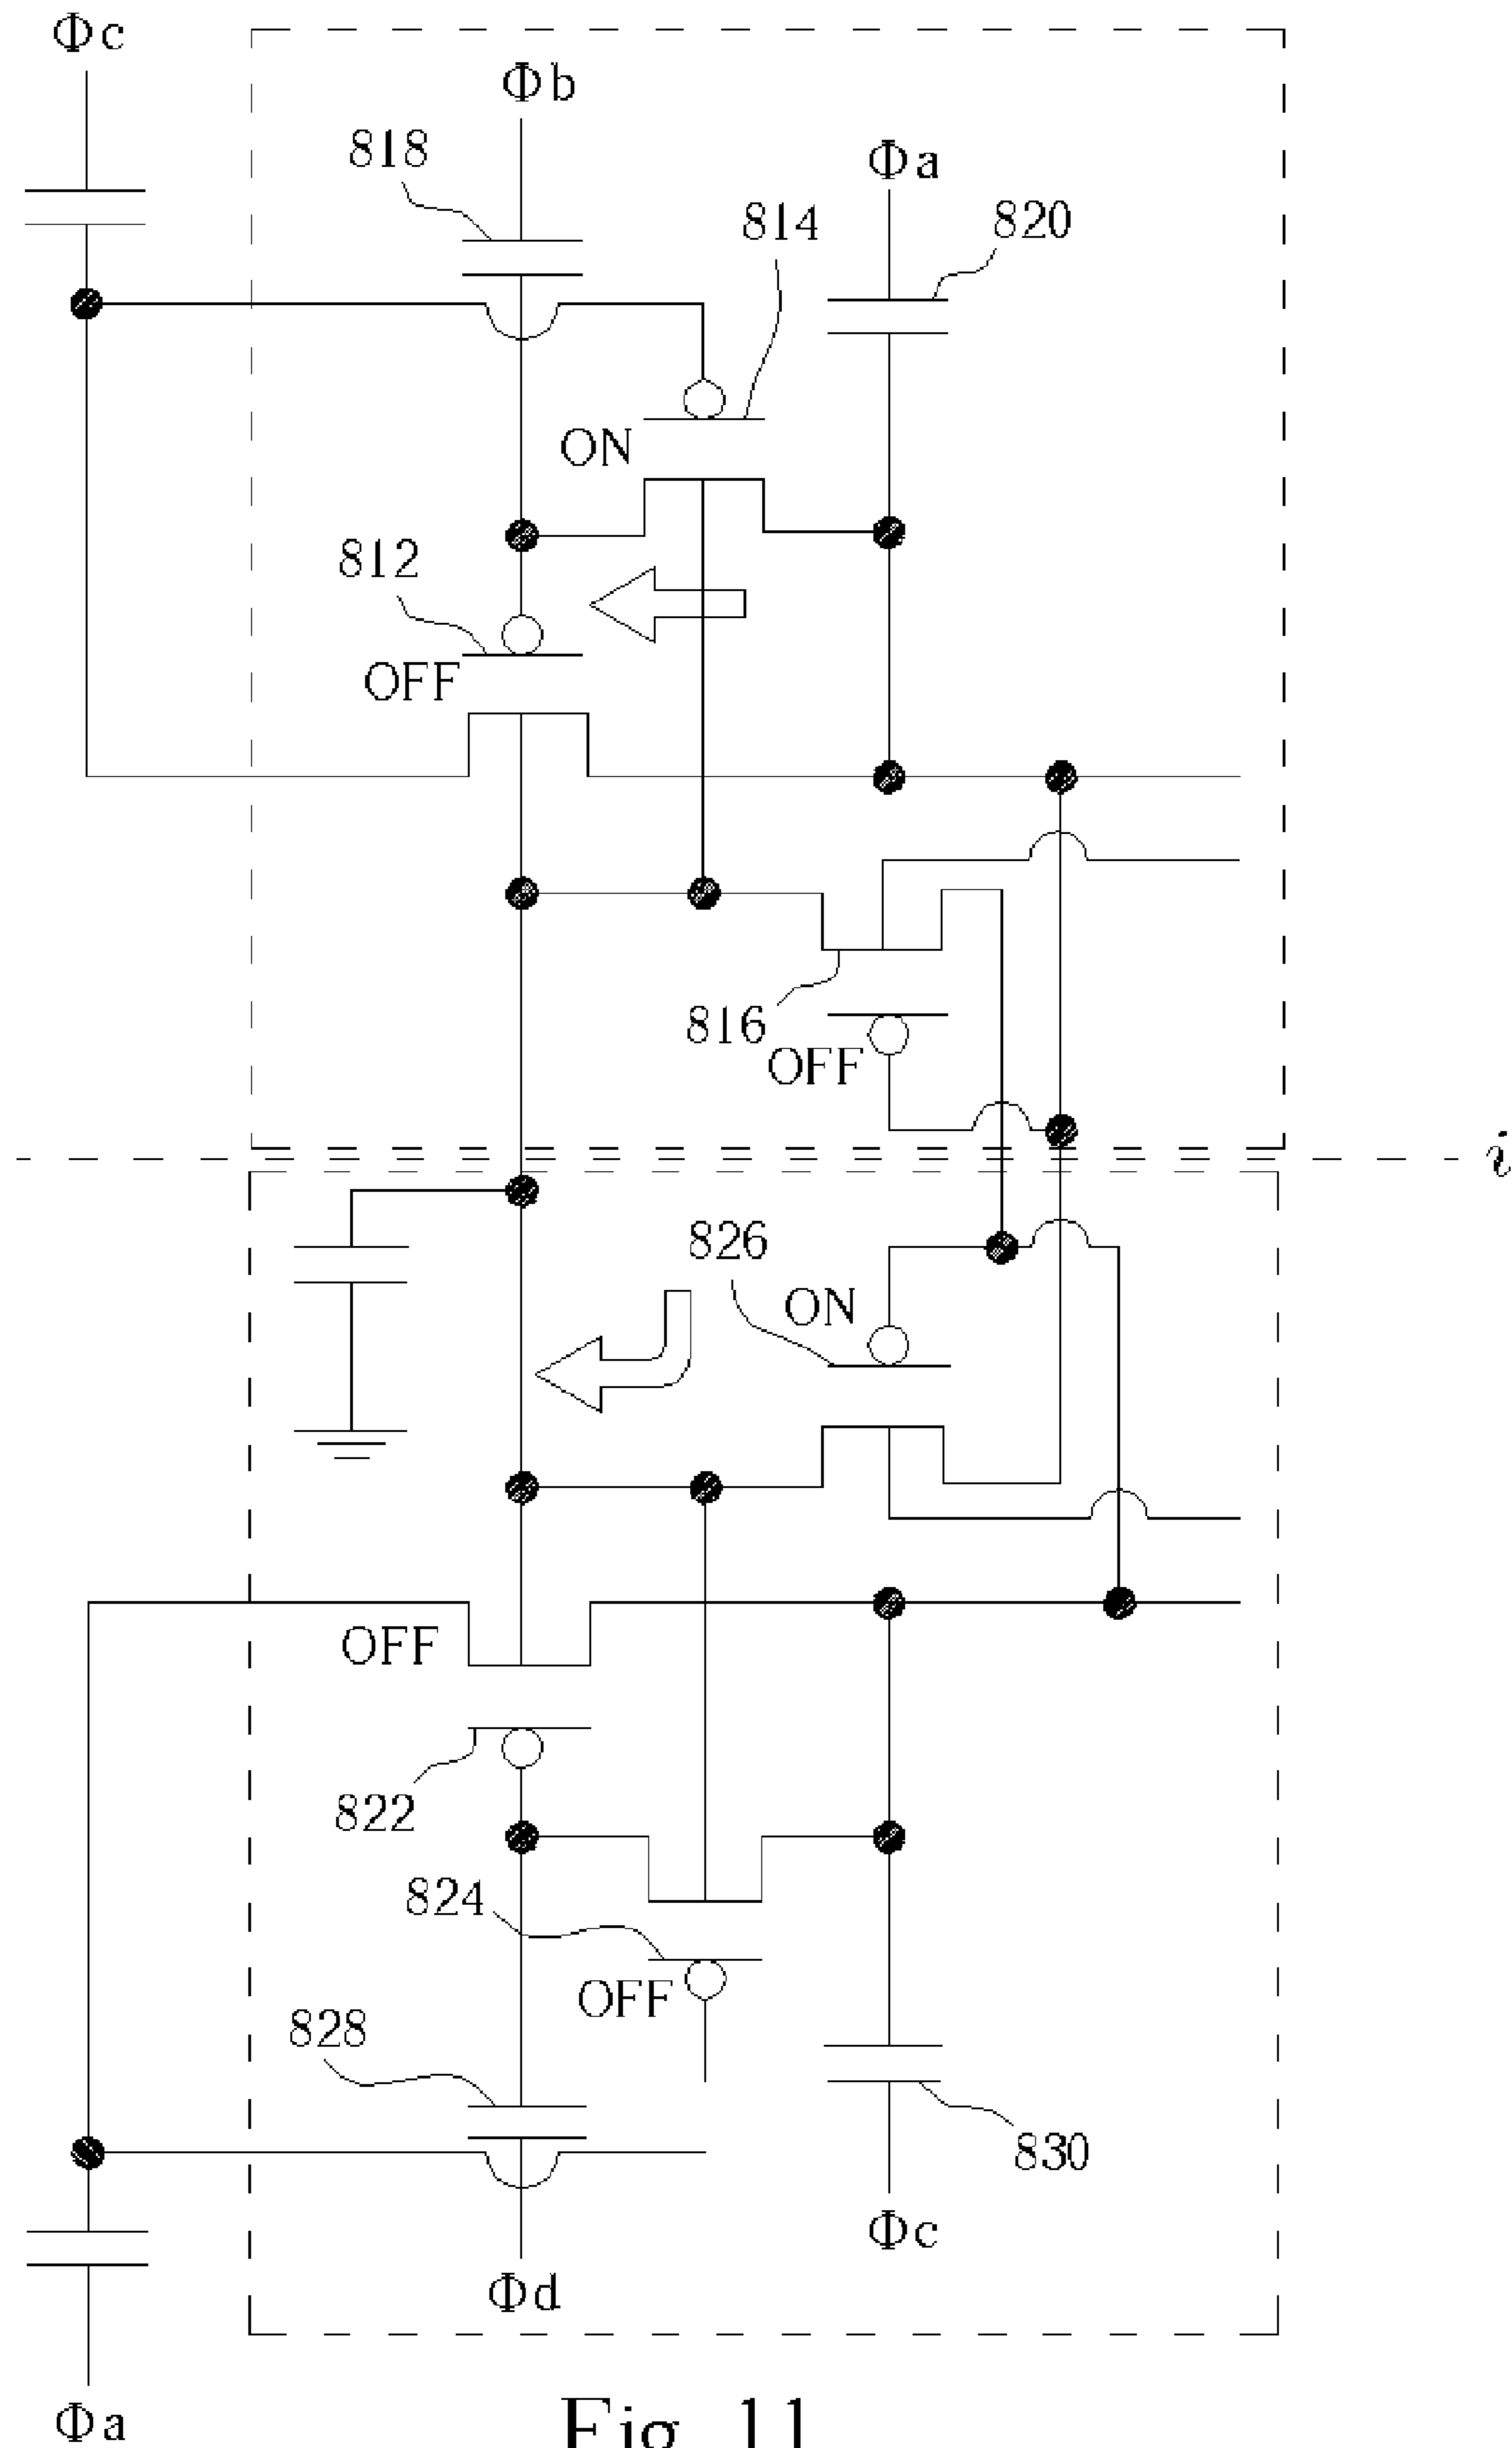 Φc
Φb
818
Φa
814
820
ON
812
OFF
816
OFF
i
826
ON
OFF
822
824
OFF
828
830
Φc
Φd
Φa
Fig. 11